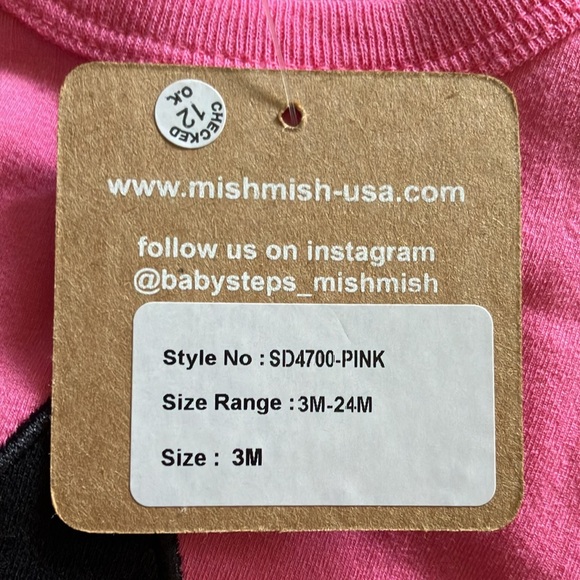 CHECKED
12
O.K
www.mishmish-usa.com
follow us on instagram
@babysteps_mishmish
Style No : SD4700-PINK
Size Range : 3M-24M
Size : 3M